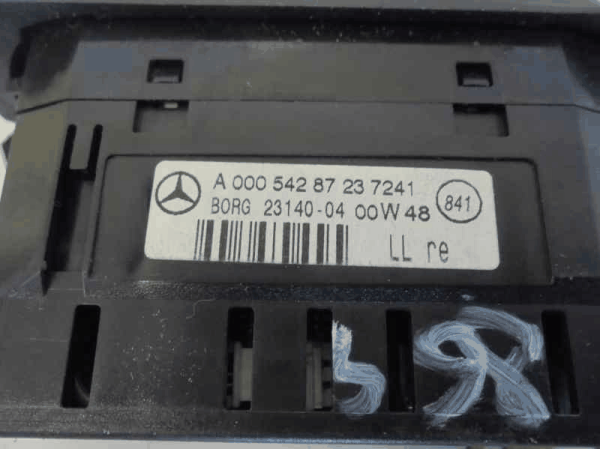 A 000 542 87 23 7241
BORG 23140-04 00W48
841
LL re